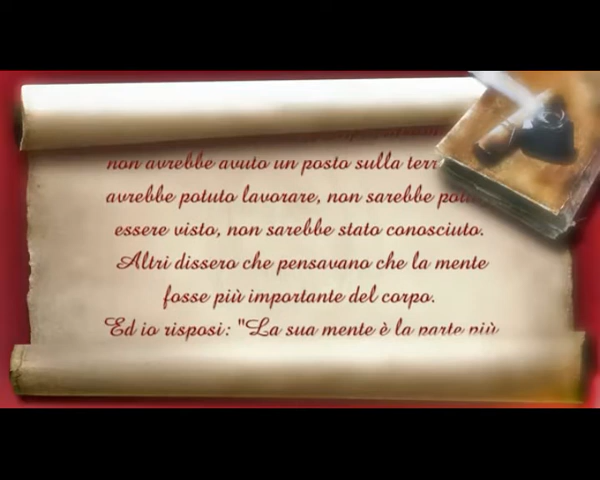 non avrebbe avuto un posto sulla
avrebbe potuto lavorare, non sarebbe
essere visto, non sarebbe stato conosciuto.
Altri dissero che pensavano che la mente
fosse più importante del corpo.
Ed io risposi: "La sua mente è la parte più